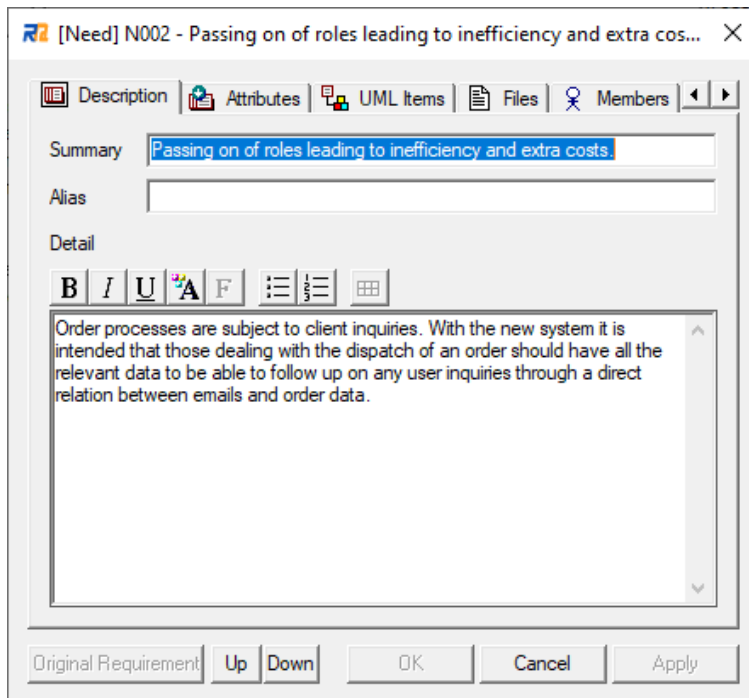 [Need] N002 - Passing on of roles leading to inefficiency and extra cos...
Description Attributes UML Items Files Members
Summary Passing on of roles leading to inefficiency and extra costs.
Alias
Detail
B I U A F
Order processes are subject to client inquiries. With the new system it is
intended that those dealing with the dispatch of an order should have all the
relevant data to be able to follow up on any user inquiries through a direct
relation between emails and order data.
Original Requirement Up Down OK Cancel Apply